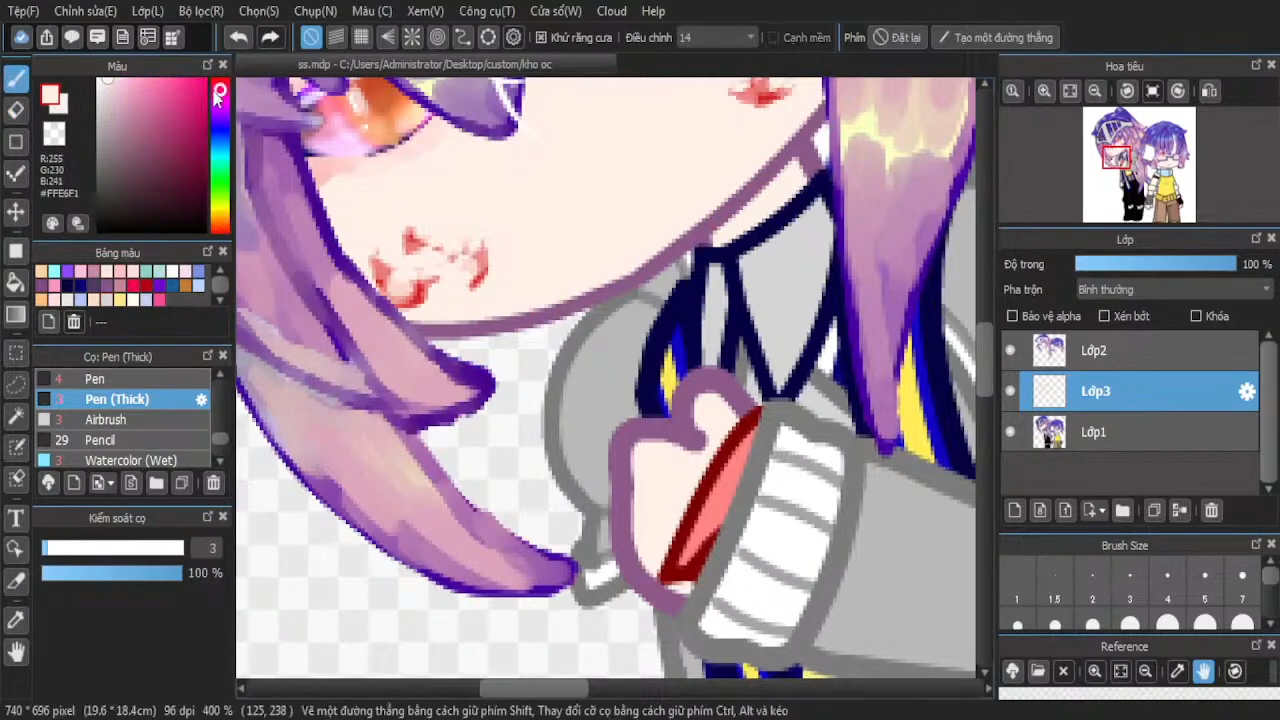 Tệp(F) Chỉnh sửa(E) Lớp(L) Bộ lọc(R) Chọn(S) Chụp(N) Màu (C) Xem(V) Công cụ(T) Cửa sổ(W) Cloud Help
Khử răng cưa Điều chỉnh 14 Cạnh mềm Phím Đặt lại Tạo một đường thẳng
Màu
ss.mdp - C:/Users/Administrator/Desktop/custom/kho oc
Hoa tiêu
R:255
G:230
B:241
#FFE6F1
Bảng màu
---
Cọ: Pen (Thick)
4 Pen
3 Pen (Thick)
3 Airbrush
29 Pencil
3 Watercolor (Wet)
Kiểm soát cọ
3
100 %
Lớp
Độ trong 100 %
Pha trộn Bình thường
Bảo vệ alpha Xén bớt Khóa
Lớp2
Lớp3
Lớp1
Brush Size
1 1.5 2 3 4 5 7
Reference
740 * 696 pixel (19.6 * 18.4cm) 96 dpi 400 % ( 125, 238 ) Vẽ một đường thẳng bằng cách giữ phím Shift, Thay đổi cỡ cọ bằng cách giữ phím Ctrl, Alt và kéo